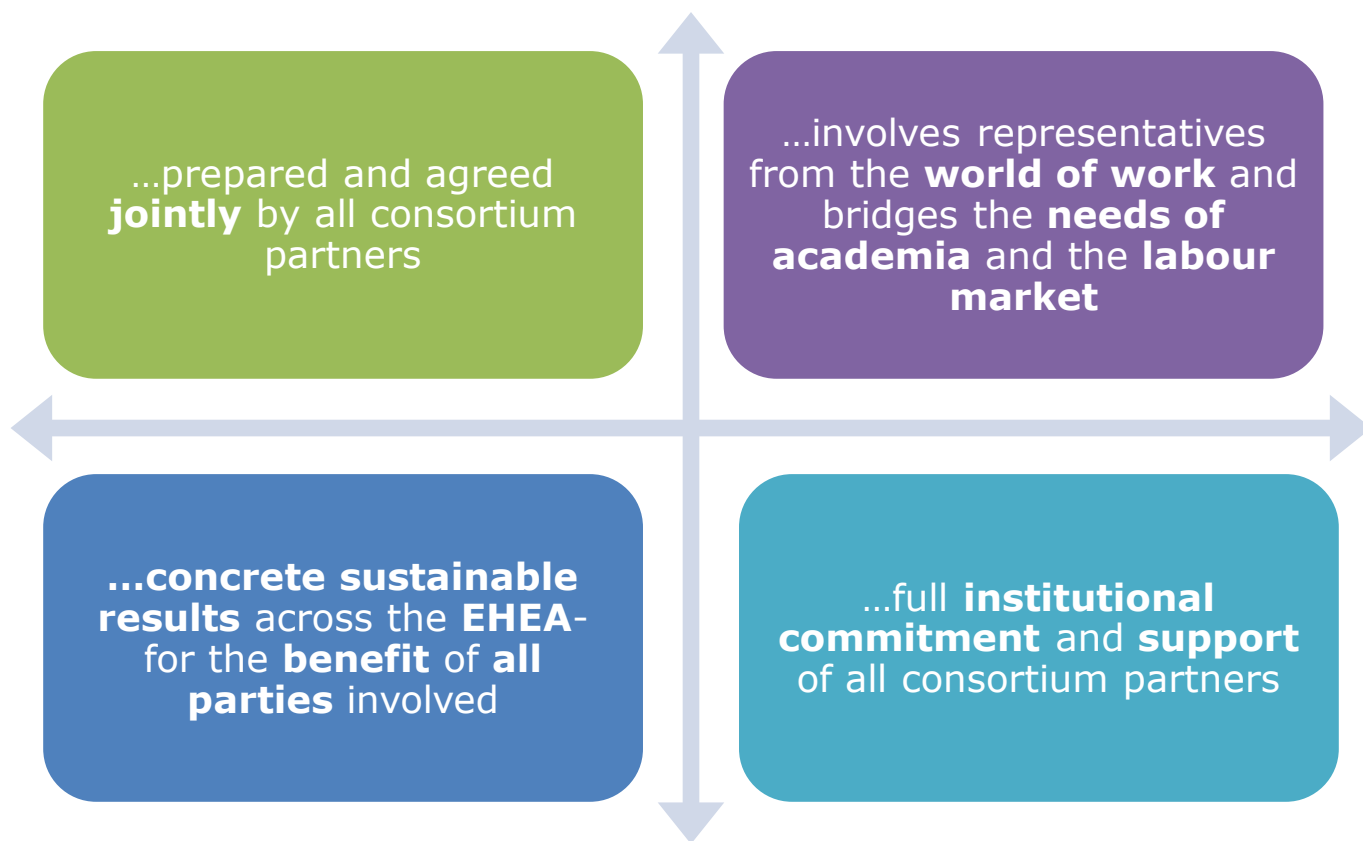 …prepared and agreed
jointly by all consortium
partners
…involves representatives
from the world of work and
bridges the needs of
academia and the labour
market
…concrete sustainable
results across the EHEA-
for the benefit of all
parties involved
…full institutional
commitment and support
of all consortium partners